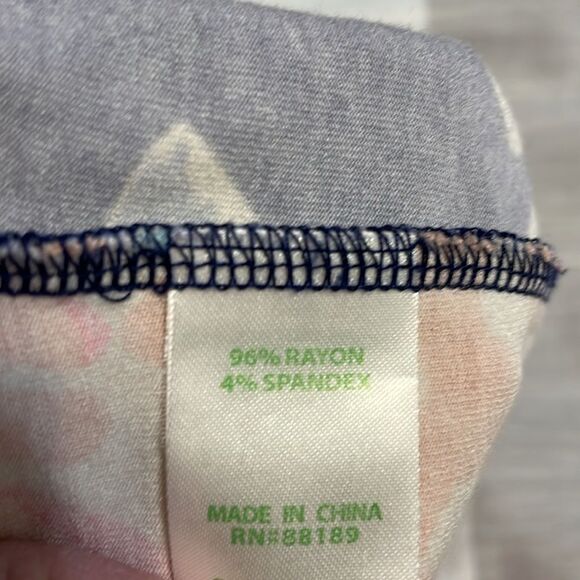 96% RAYON
4% SPANDEX
MADE IN CHINA
RN#88189